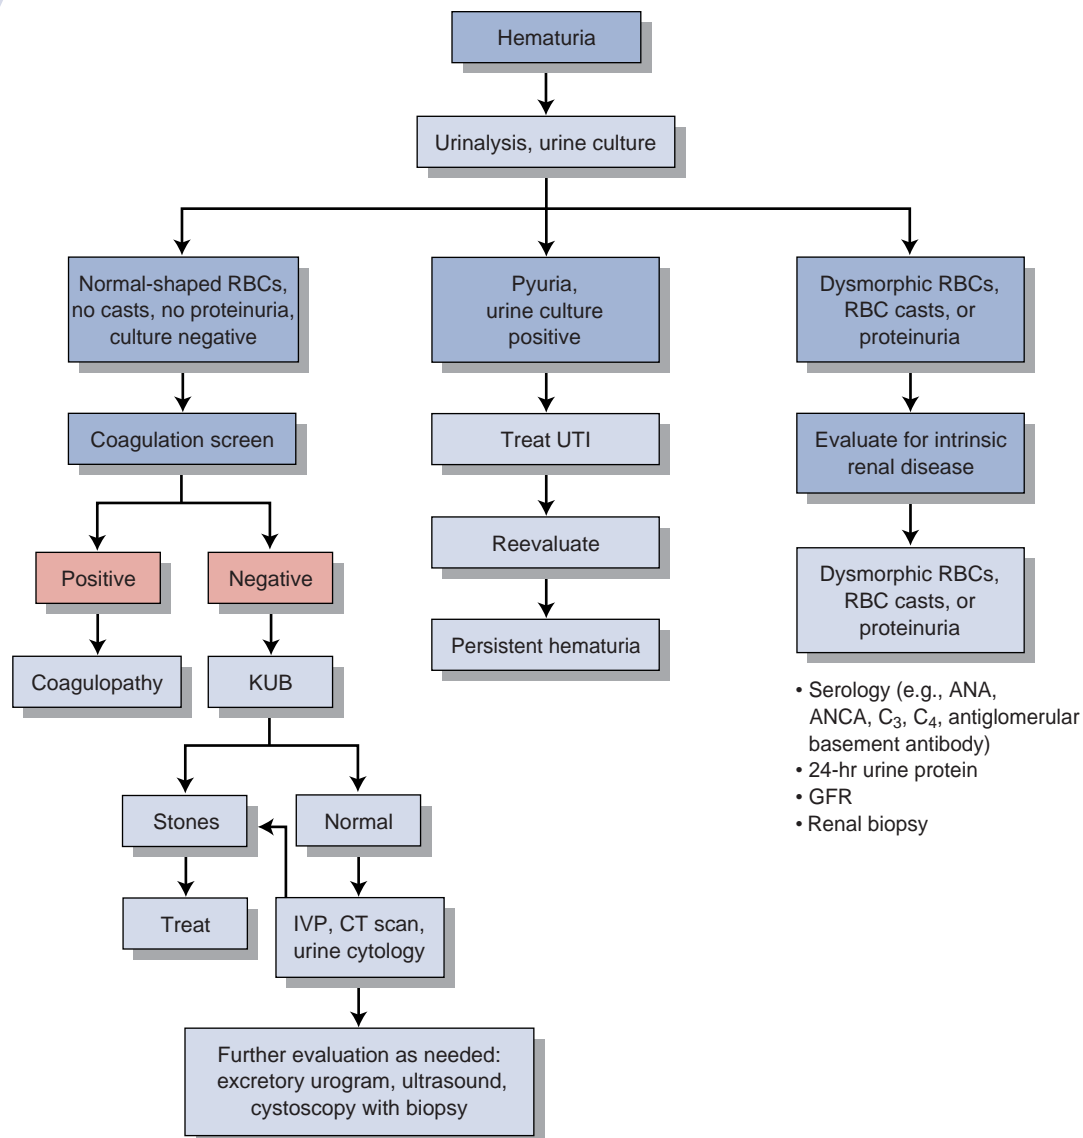 Hematuria
Urinalysis, urine culture
Normal-shaped RBCs,
no casts, no proteinuria,
culture negative
Pyuria,
urine culture
positive
Dysmorphic RBCs,
RBC casts, or
proteinuria
Coagulation screen
Treat UTI
Evaluate for intrinsic
renal disease
Positive
Negative
Reevaluate
Dysmorphic RBCs,
RBC casts, or
proteinuria
Coagulopathy
KUB
Persistent hematuria
• Serology (e.g., ANA,
ANCA, C₃, C₄, antiglomerular
basement antibody)
• 24-hr urine protein
• GFR
• Renal biopsy
Stones
Normal
Treat
IVP, CT scan,
urine cytology
Further evaluation as needed:
excretory urogram, ultrasound,
cystoscopy with biopsy